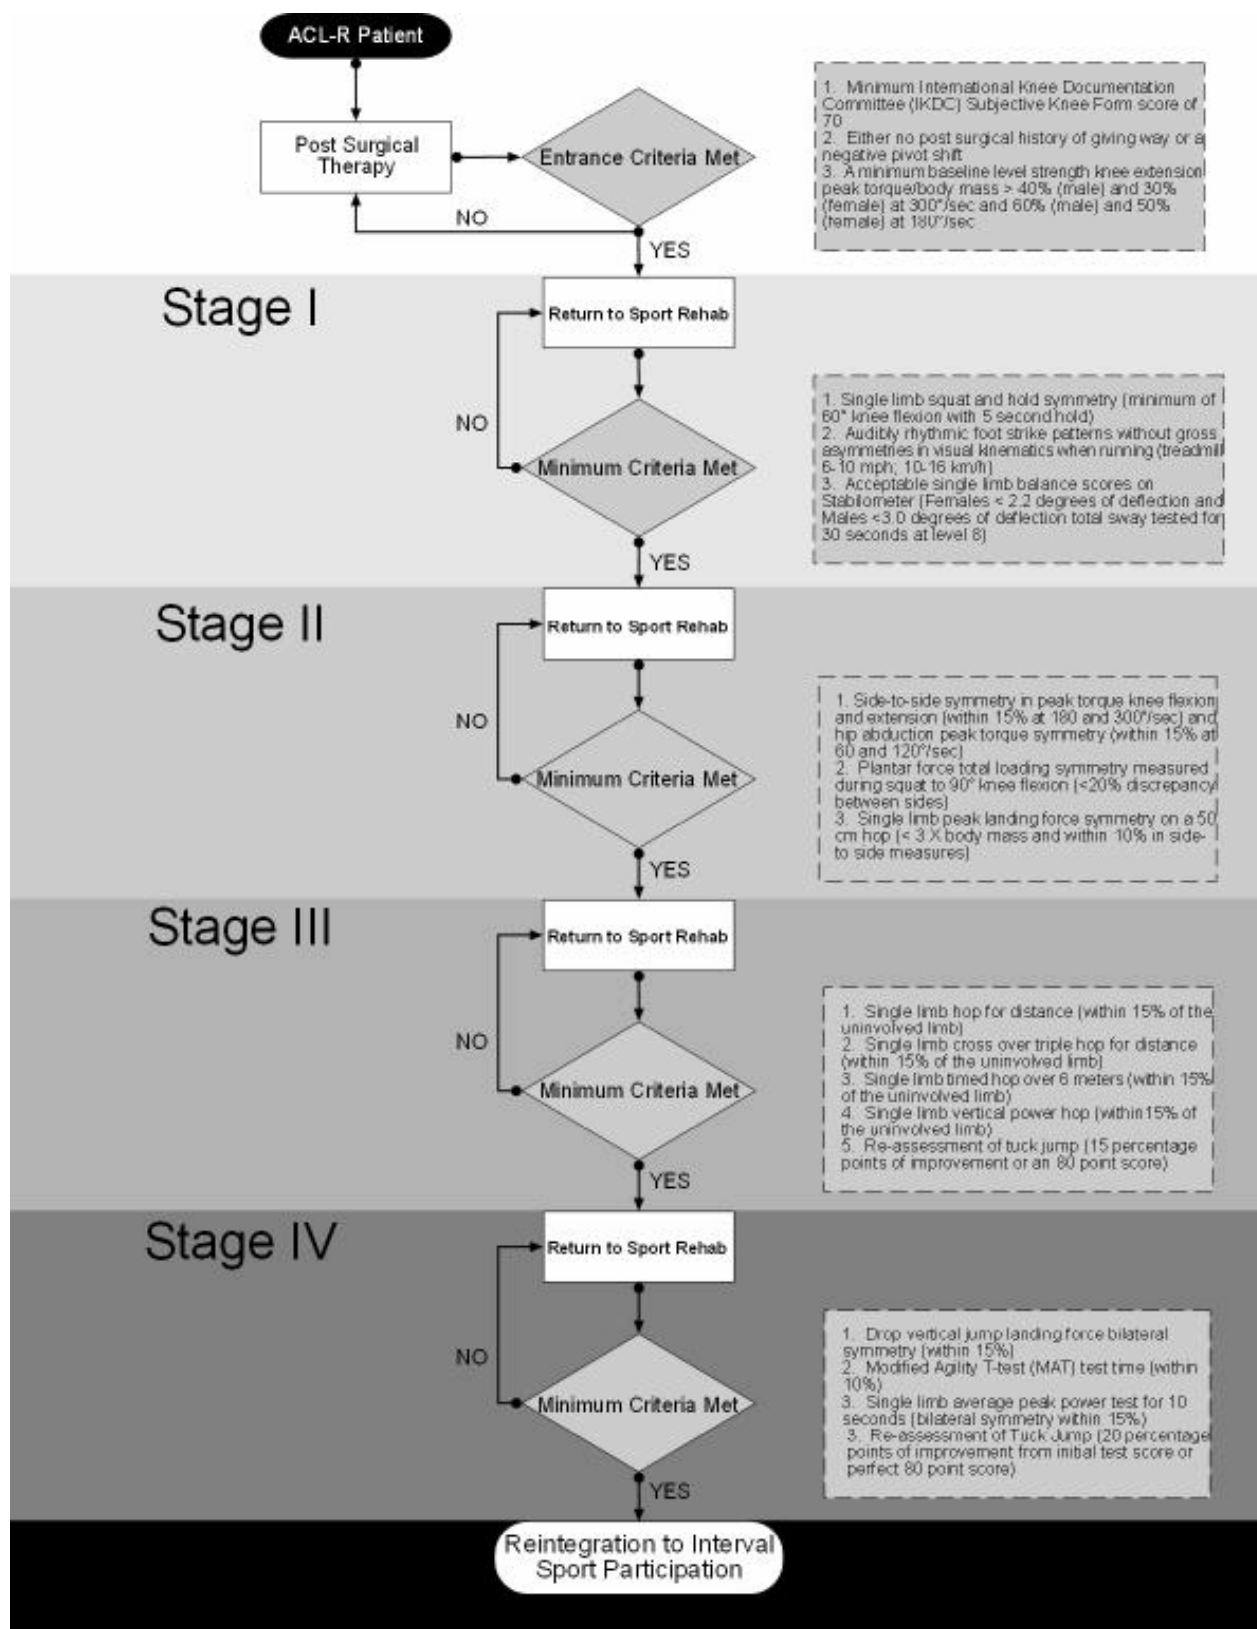 ACL-R Patient
Post Surgical
Therapy
Entrance Criteria Met
NO
YES
1. Minimum International Knee Documentation
Committee (IKDC) Subjective Knee Form score of
70
2. Either no post surgical history of giving way or a
negative pivot shift
3. A minimum baseline level strength knee extension
peak torque/body mass > 40% (male) and 30%
(female) at 300°/sec and 60% (male) and 50%
(female) at 180°/sec
Stage I
Return to Sport Rehab
NO
Minimum Criteria Met
YES
1. Single limb squat and hold symmetry (minimum of
60° knee flexion with 5 second hold)
2. Audibly rhythmic foot strike patterns without gross
asymmetries in visual kinematics when running (treadmill
6-10 mph; 10-16 km/h)
3. Acceptable single limb balance scores on
Stabilometer (Females < 2.2 degrees of deflection and
Males <3.0 degrees of deflection total sway tested for
30 seconds at level 8)
Stage II
Return to Sport Rehab
NO
Minimum Criteria Met
YES
1. Side-to-side symmetry in peak torque knee flexion
and extension (within 15% at 180 and 300°/sec) and
hip abduction peak torque symmetry (within 15% at
60 and 120°/sec)
2. Plantar force total loading symmetry measured
during squat to 90° knee flexion (<20% discrepancy
between sides)
3. Single limb peak landing force symmetry on a 50
cm hop (< 3 X body mass and within 10% in side-
to side measures)
Stage III
Return to Sport Rehab
NO
Minimum Criteria Met
YES
1. Single limb hop for distance (within 15% of the
uninvolved limb)
2. Single limb cross over triple hop for distance
(within 15% of the uninvolved limb)
3. Single limb timed hop over 6 meters (within 15%
of the uninvolved limb)
4. Single limb vertical power hop (within15% of
the uninvolved limb)
5. Re-assessment of tuck jump (15 percentage
points of improvement or an 80 point score)
Stage IV
Return to Sport Rehab
NO
Minimum Criteria Met
YES
1. Drop vertical jump landing force bilateral
symmetry (within 15%)
2. Modified Agility T-test (MAT) test time (within
10%)
3. Single limb average peak power test for 10
seconds (bilateral symmetry within 15%)
3. Re-assessment of Tuck Jump (20 percentage
points of improvement from initial test score or
perfect 80 point score)
Reintegration to Interval
Sport Participation